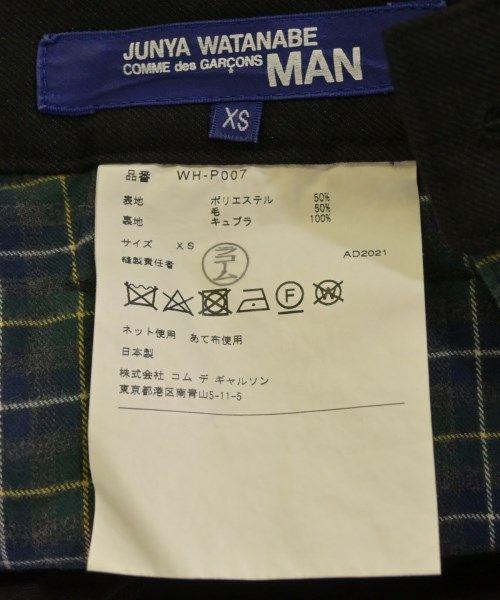 JUNYA WATANABE
COMME des GARÇONS MAN
XS
品番 WH-P007
表地 ポリエステル 50%
毛 50%
裏地 キュプラ 100%
サイズ XS
縫製責任者
AD2021
F
W
ネット使用 あて布使用
日本製
株式会社 コム デ ギャルソン
東京都港区南青山5-11-5